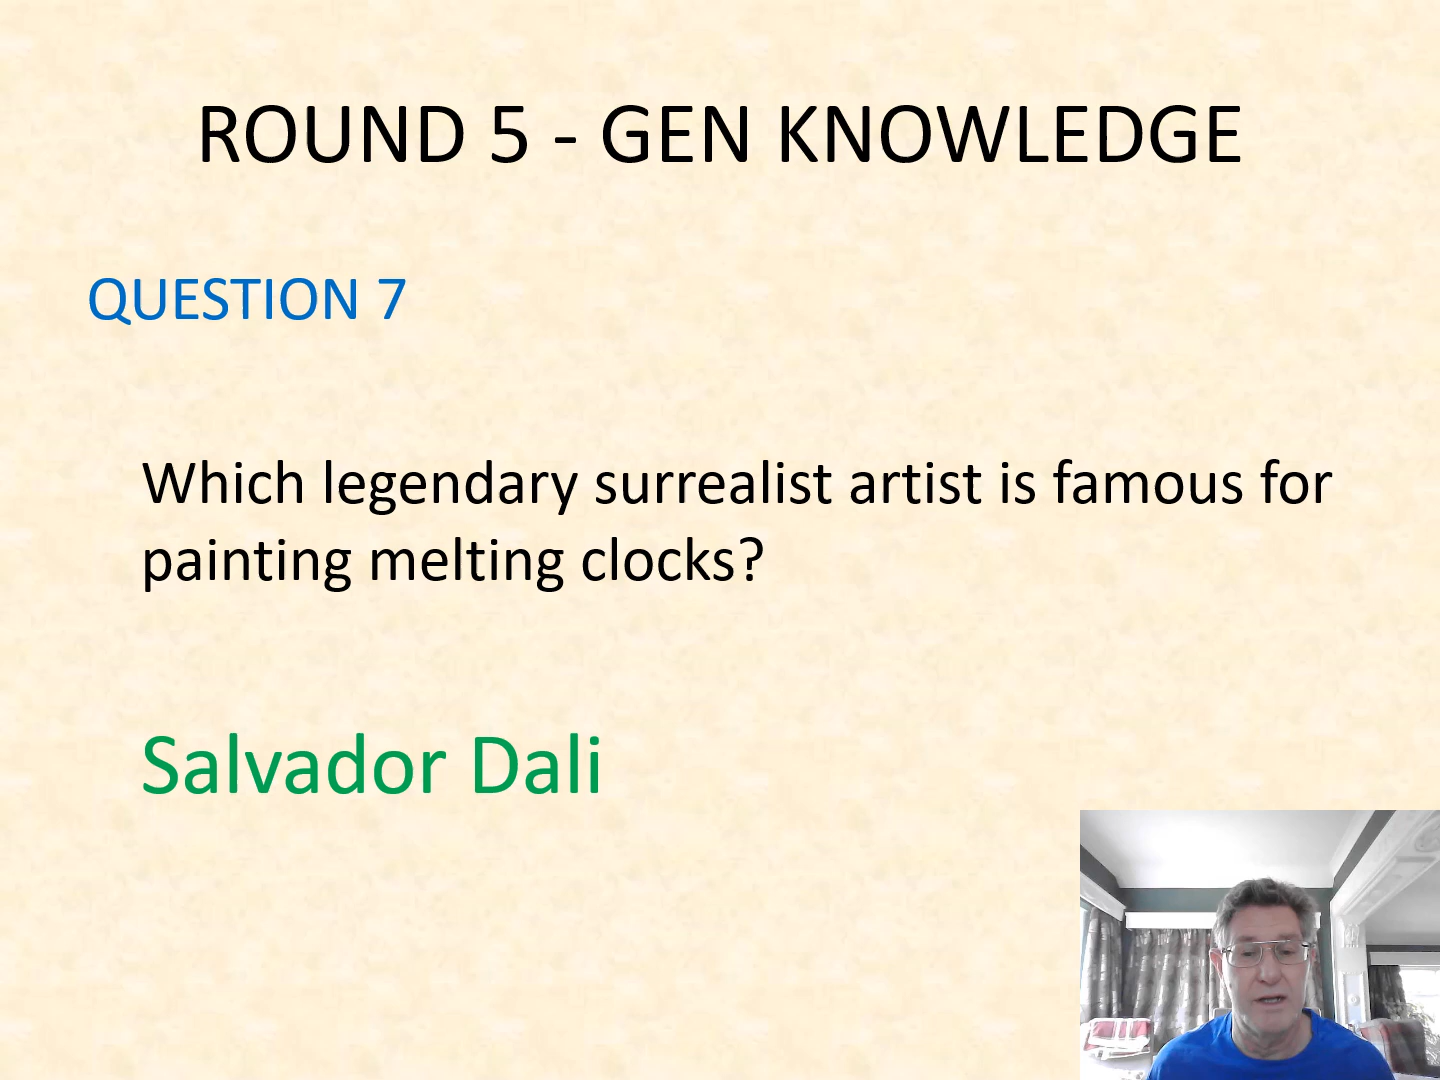 ROUND 5 - GEN KNOWLEDGE
QUESTION 7
Which legendary surrealist artist is famous for
painting melting clocks?
Salvador Dali